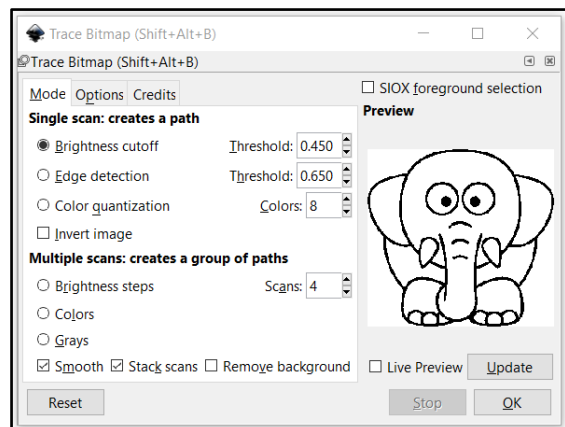 Trace Bitmap (Shift+Alt+B)
Trace Bitmap (Shift+Alt+B)
Mode Options Credits
SIOX foreground selection
Preview
Single scan: creates a path
Brightness cutoff Threshold: 0.450
Edge detection Threshold: 0.650
Color quantization Colors: 8
Invert image
Multiple scans: creates a group of paths
Brightness steps Scans: 4
Colors
Grays
Smooth Stack scans Remove background
Live Preview Update
Reset Stop OK